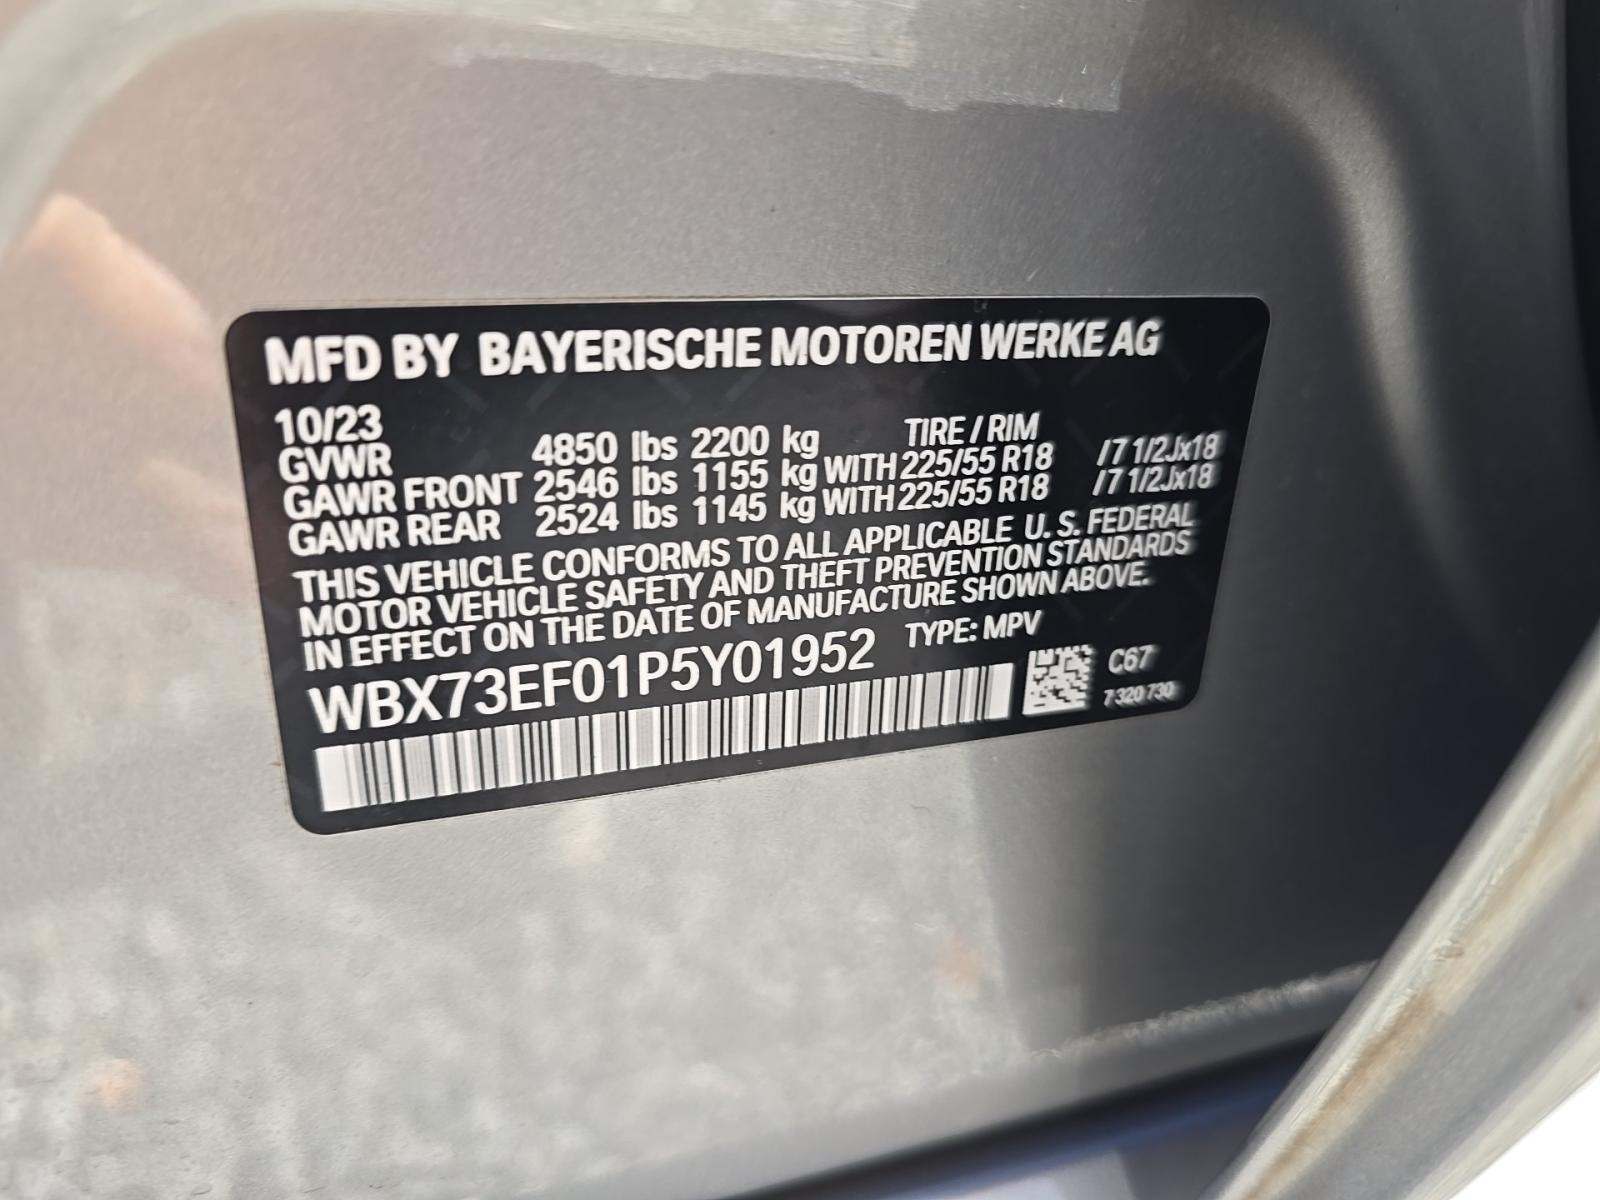 MFD BY BAYERISCHE MOTOREN WERKE AG
10/23 TIRE / RIM
GVWR 4850 lbs 2200 kg
GAWR FRONT 2546 lbs 1155 kg WITH 225/55 R18 /7 1/2Jx18
GAWR REAR 2524 lbs 1145 kg WITH 225/55 R18 /7 1/2Jx18
THIS VEHICLE CONFORMS TO ALL APPLICABLE U.S. FEDERAL
MOTOR VEHICLE SAFETY AND THEFT PREVENTION STANDARDS
IN EFFECT ON THE DATE OF MANUFACTURE SHOWN ABOVE.
WBX73EF01P5Y01952 TYPE: MPV
C67
7 320 730